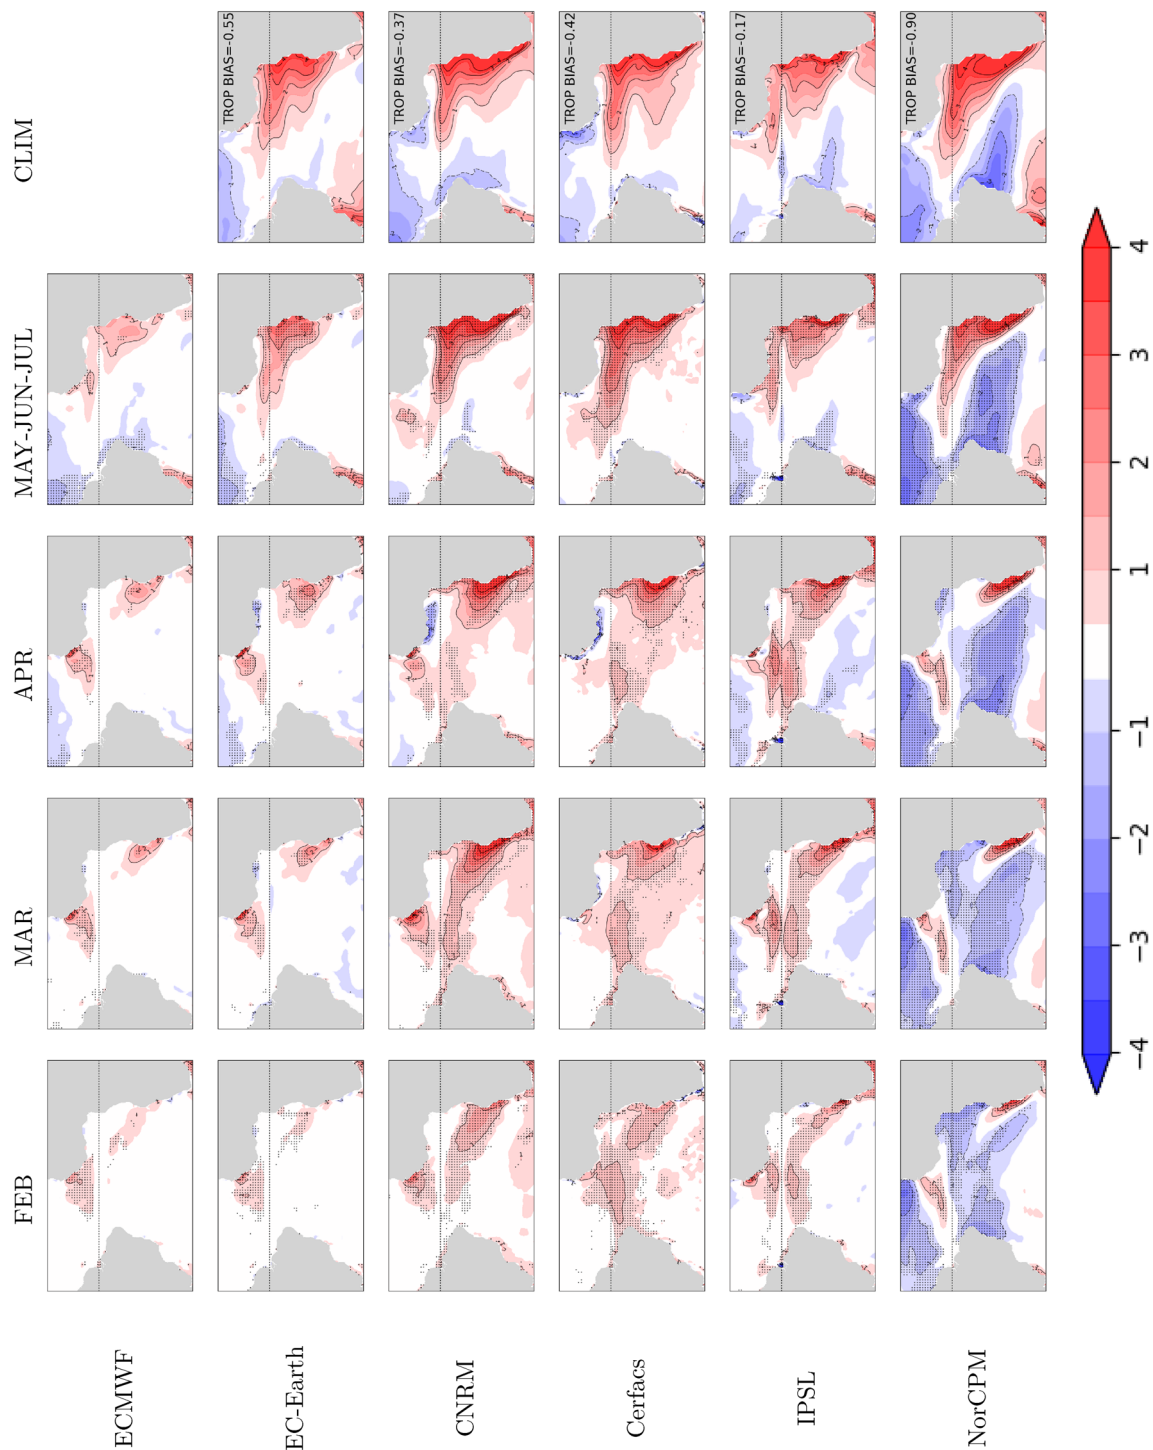 FEB
MAR
APR
MAY-JUN-JUL
CLIM
ECMWF
EC-Earth
TROP BIAS=-0.55
CNRM
TROP BIAS=-0.37
Cerfacs
TROP BIAS=-0.42
IPSL
TROP BIAS=-0.17
NorCPM
TROP BIAS=-0.90
−4
−3
−2
−1
1
2
3
4